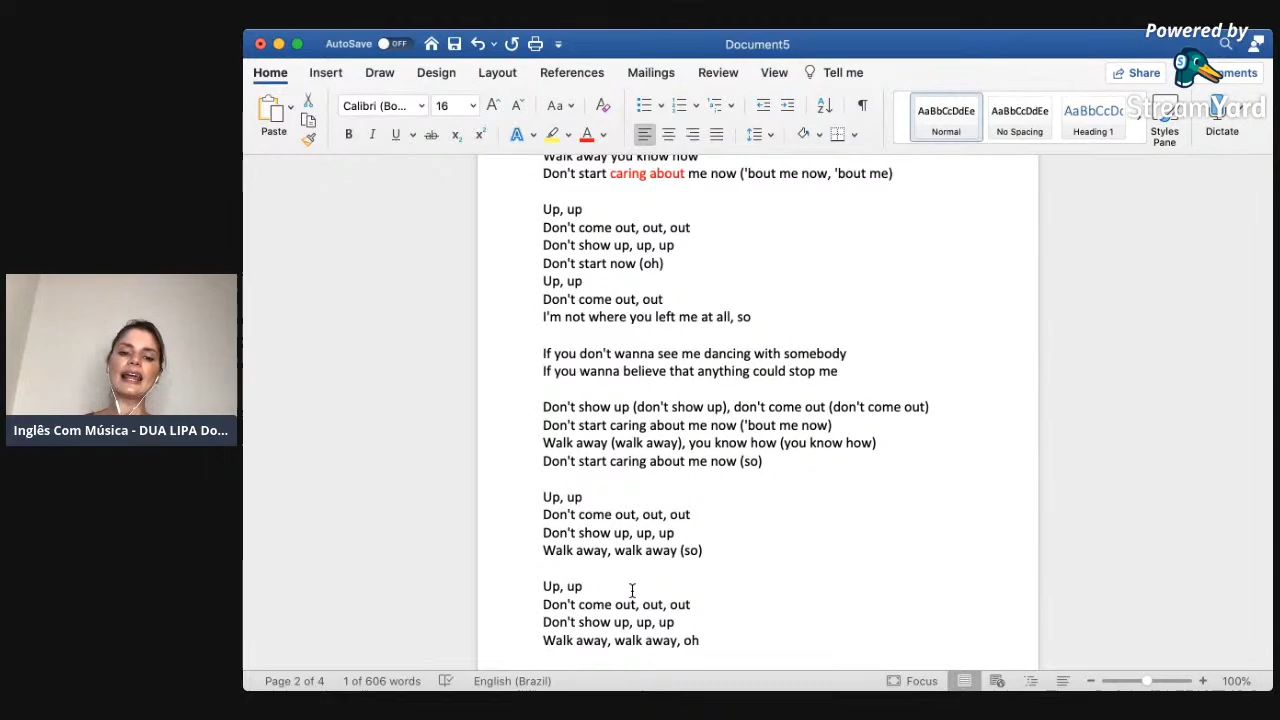 Powered by
StreamYard
AutoSave OFF
Document5
Home Insert Draw Design Layout References Mailings Review View Tell me
Share
Calibri (Bo... 16
Paste
AaBbCcDdEe AaBbCcDdEe AaBbCcDc
Normal No Spacing Heading 1
Styles Pane
Dictate
Walk away you know how
Don't start caring about me now ('bout me now, 'bout me)
Up, up
Don't come out, out, out
Don't show up, up, up
Don't start now (oh)
Up, up
Don't come out, out
I'm not where you left me at all, so
If you don't wanna see me dancing with somebody
If you wanna believe that anything could stop me
Don't show up (don't show up), don't come out (don't come out)
Don't start caring about me now ('bout me now)
Walk away (walk away), you know how (you know how)
Don't start caring about me now (so)
Up, up
Don't come out, out, out
Don't show up, up, up
Walk away, walk away (so)
Up, up
Don't come out, out, out
Don't show up, up, up
Walk away, walk away, oh
Inglês Com Música - DUA LIPA Do...
Page 2 of 4 1 of 606 words English (Brazil) Focus 100%